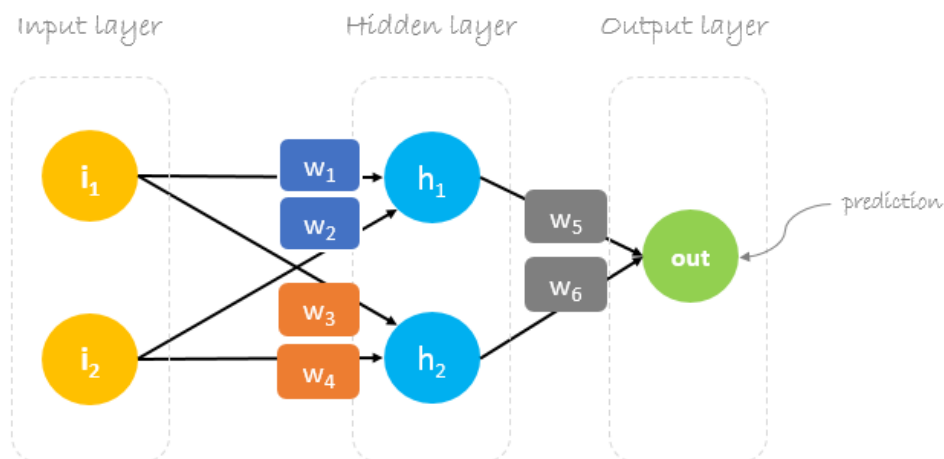 Input layer
Hidden layer
Output layer
i₁
w₁
h₁
w₂
w₅
prediction
out
w₃
w₆
i₂
w₄
h₂